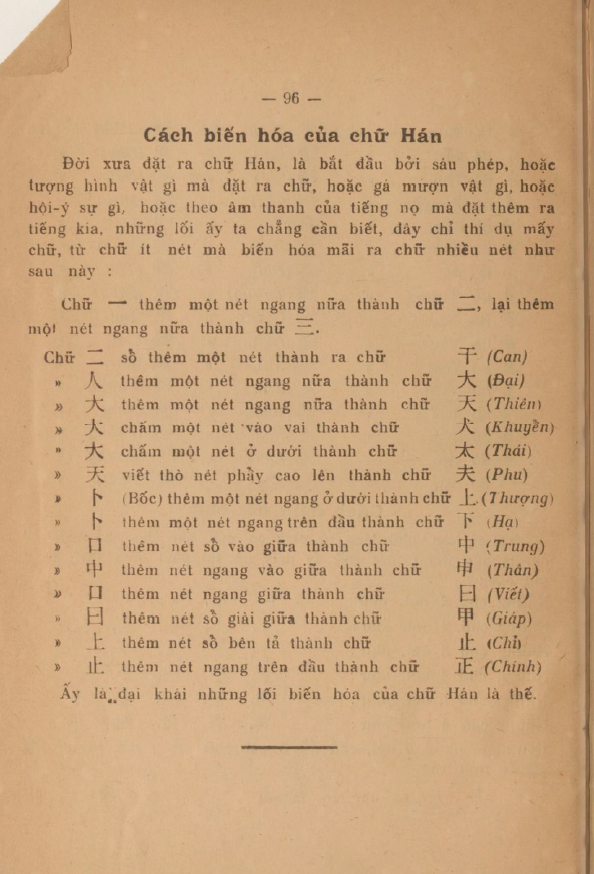 — 96 —
Cách biến hóa của chữ Hán
Đời xưa đặt ra chữ Hán, là bắt đầu bởi sáu phép, hoặc
tượng hình vật gì mà đặt ra chữ, hoặc gá mượn vật gì, hoặc
hội-ý sự gì, hoặc theo âm thanh của tiếng nọ mà đặt thêm ra
tiếng kia, những lối ấy ta chẳng cần biết, đây chỉ thí dụ mấy
chữ, từ chữ ít nét mà biến hóa mãi ra chữ nhiều nét như
sau này :
Chữ 一 thêm một nét ngang nữa thành chữ 二, lại thêm
một nét ngang nữa thành chữ 三.
Chữ 二 sổ thêm một nét thành ra chữ 干 (Can)
» 人 thêm một nét ngang nữa thành chữ 大 (Đại)
» 大 thêm một nét ngang nữa thành chữ 天 (Thiên)
» 大 chấm một nét vào vai thành chữ 犬 (Khuyển)
» 大 chấm một nét ở dưới thành chữ 太 (Thái)
» 天 viết thò nét phẩy cao lên thành chữ 夫 (Phu)
» 卜 (Bốc) thêm một nét ngang ở dưới thành chữ 上 (Thượng)
» 卜 thêm một nét ngang trên đầu thành chữ 下 (Hạ)
» 口 thêm nét sổ vào giữa thành chữ 中 (Trung)
» 中 thêm nét ngang vào giữa thành chữ 申 (Thân)
» 口 thêm nét ngang giữa thành chữ 曰 (Viết)
» 曰 thêm nét sổ giải giữa thành chữ 甲 (Giáp)
» 上 thêm nét sổ bên tả thành chữ 止 (Chỉ)
» 止 thêm nét ngang trên đầu thành chữ 正 (Chính)
Ấy là đại khái những lối biến hóa của chữ Hán là thế.